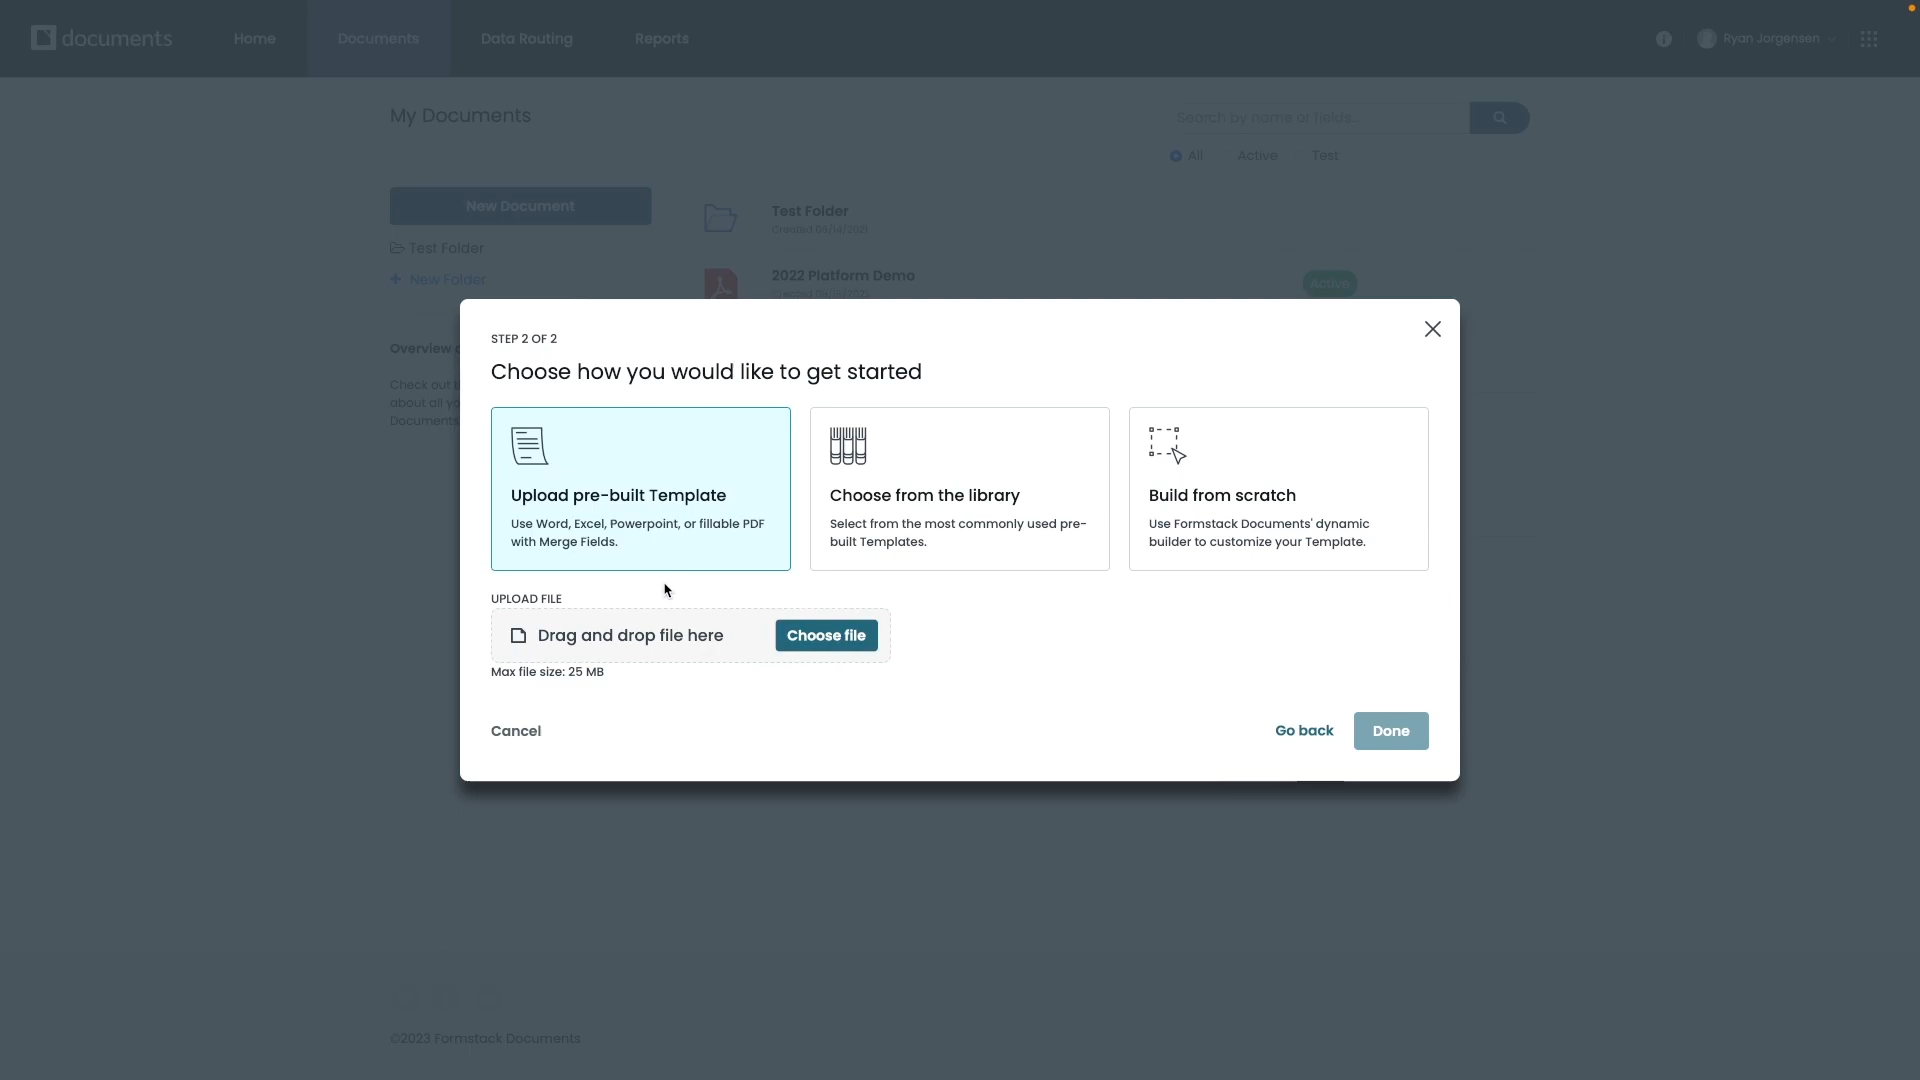 documents
Home
Documents
Data Routing
Reports
Ryan Jorgensen
My Documents
Search by name or fields...
All
Active
Test
New Document
Test Folder
New Folder
Test Folder
Created 06/14/2021
2022 Platform Demo
Active
Overview
Check out
about all yo
Documents
STEP 2 OF 2
Choose how you would like to get started
Upload pre-built Template
Use Word, Excel, Powerpoint, or fillable PDF
with Merge Fields.
Choose from the library
Select from the most commonly used pre-
built Templates.
Build from scratch
Use Formstack Documents' dynamic
builder to customize your Template.
UPLOAD FILE
Drag and drop file here
Choose file
Max file size: 25 MB
Cancel
Go back
Done
©2023 Formstack Documents